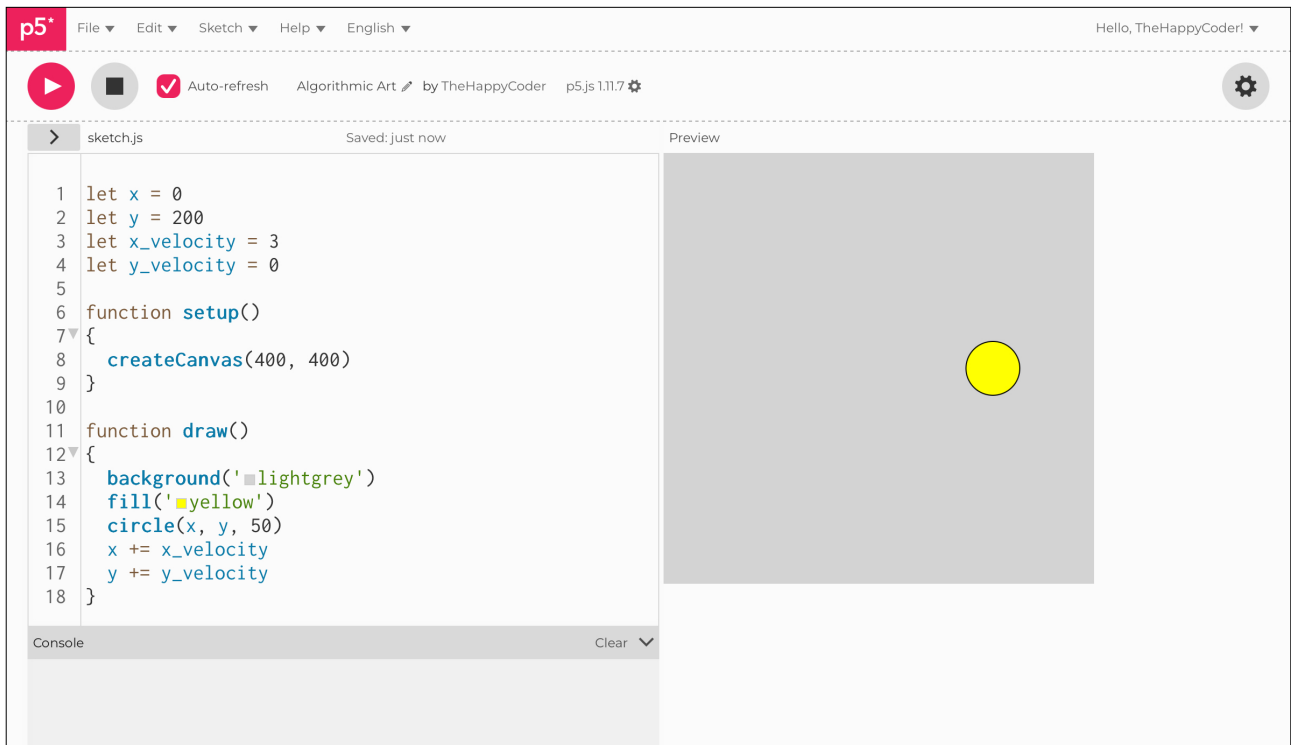 p5* File Edit Sketch Help English Hello, TheHappyCoder!
Auto-refresh Algorithmic Art by TheHappyCoder p5.js 1.11.7
sketch.js Saved: just now Preview
1 let x = 0
2 let y = 200
3 let x_velocity = 3
4 let y_velocity = 0
5
6 function setup()
7 {
8 createCanvas(400, 400)
9 }
10
11 function draw()
12 {
13 background('lightgrey')
14 fill('yellow')
15 circle(x, y, 50)
16 x += x_velocity
17 y += y_velocity
18 }
Console Clear